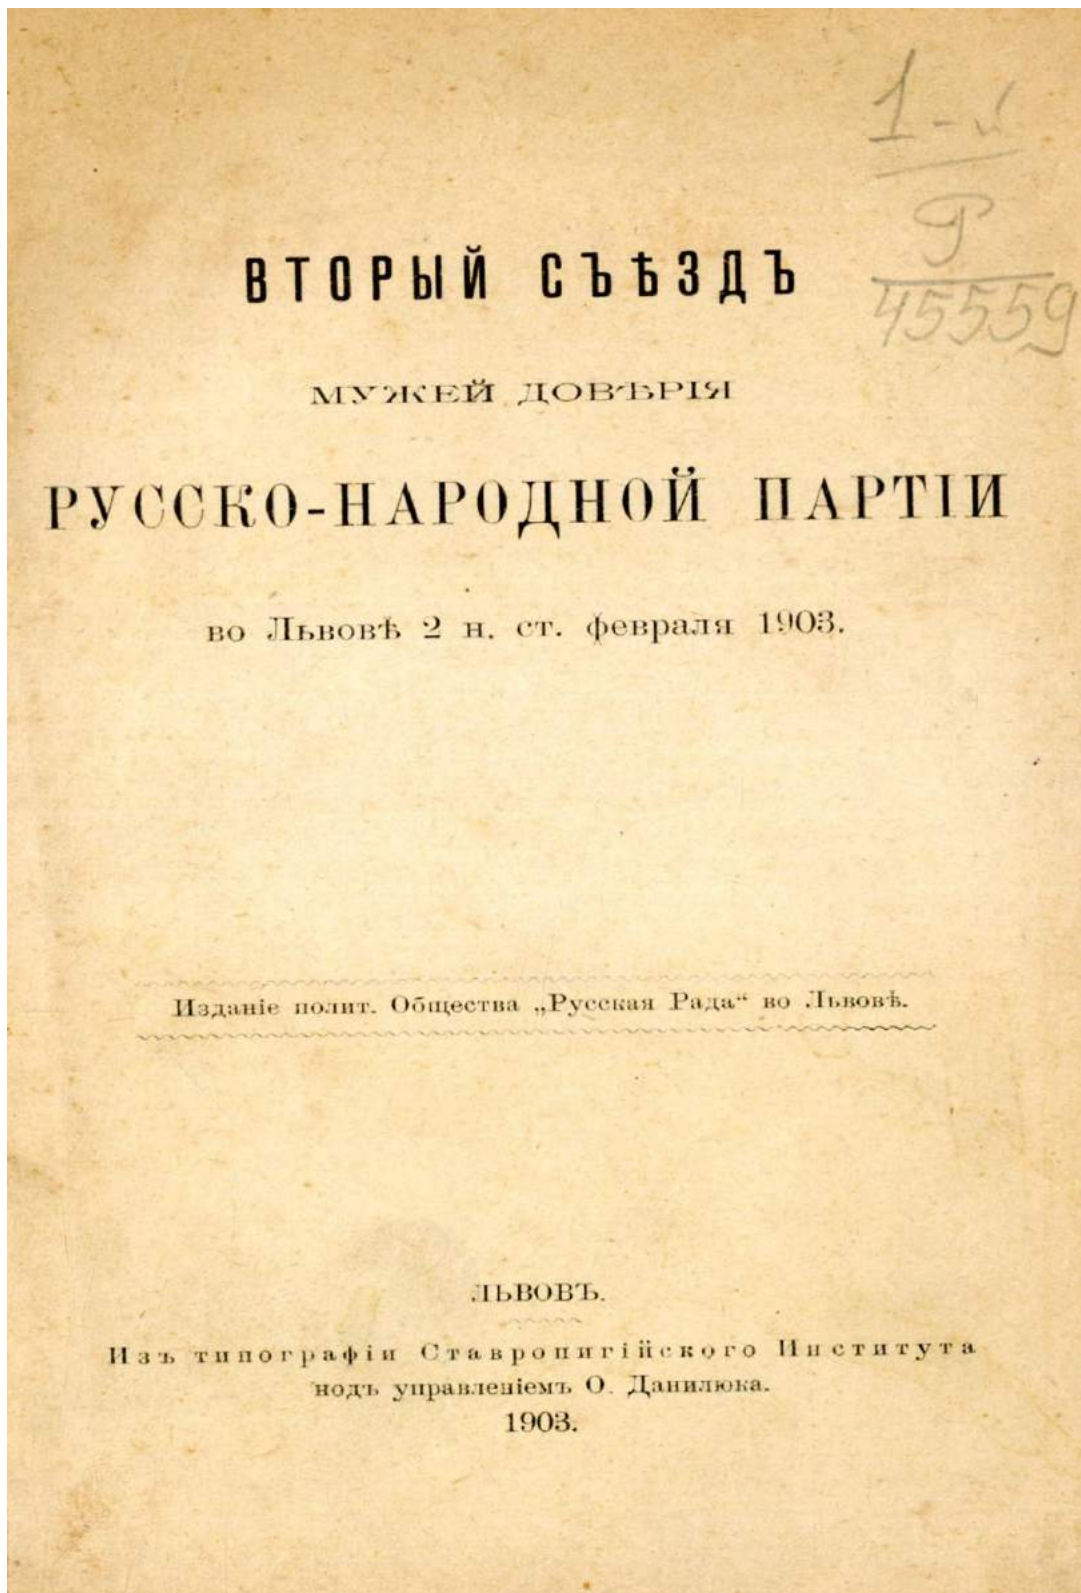 1-й
45559
ВТОРЫЙ СЪѢЗДЪ
МУЖЕЙ ДОВѢРІЯ
РУССКО-НАРОДНОЙ ПАРТІИ
во Львовѣ 2 н. ст. февраля 1903.
Изданіе полит. Общества „Русская Рада“ во Львовѣ.
ЛЬВОВЪ.
Изъ типографіи Ставропигійского Института
подъ управленіемъ О. Данилюка.
1903.